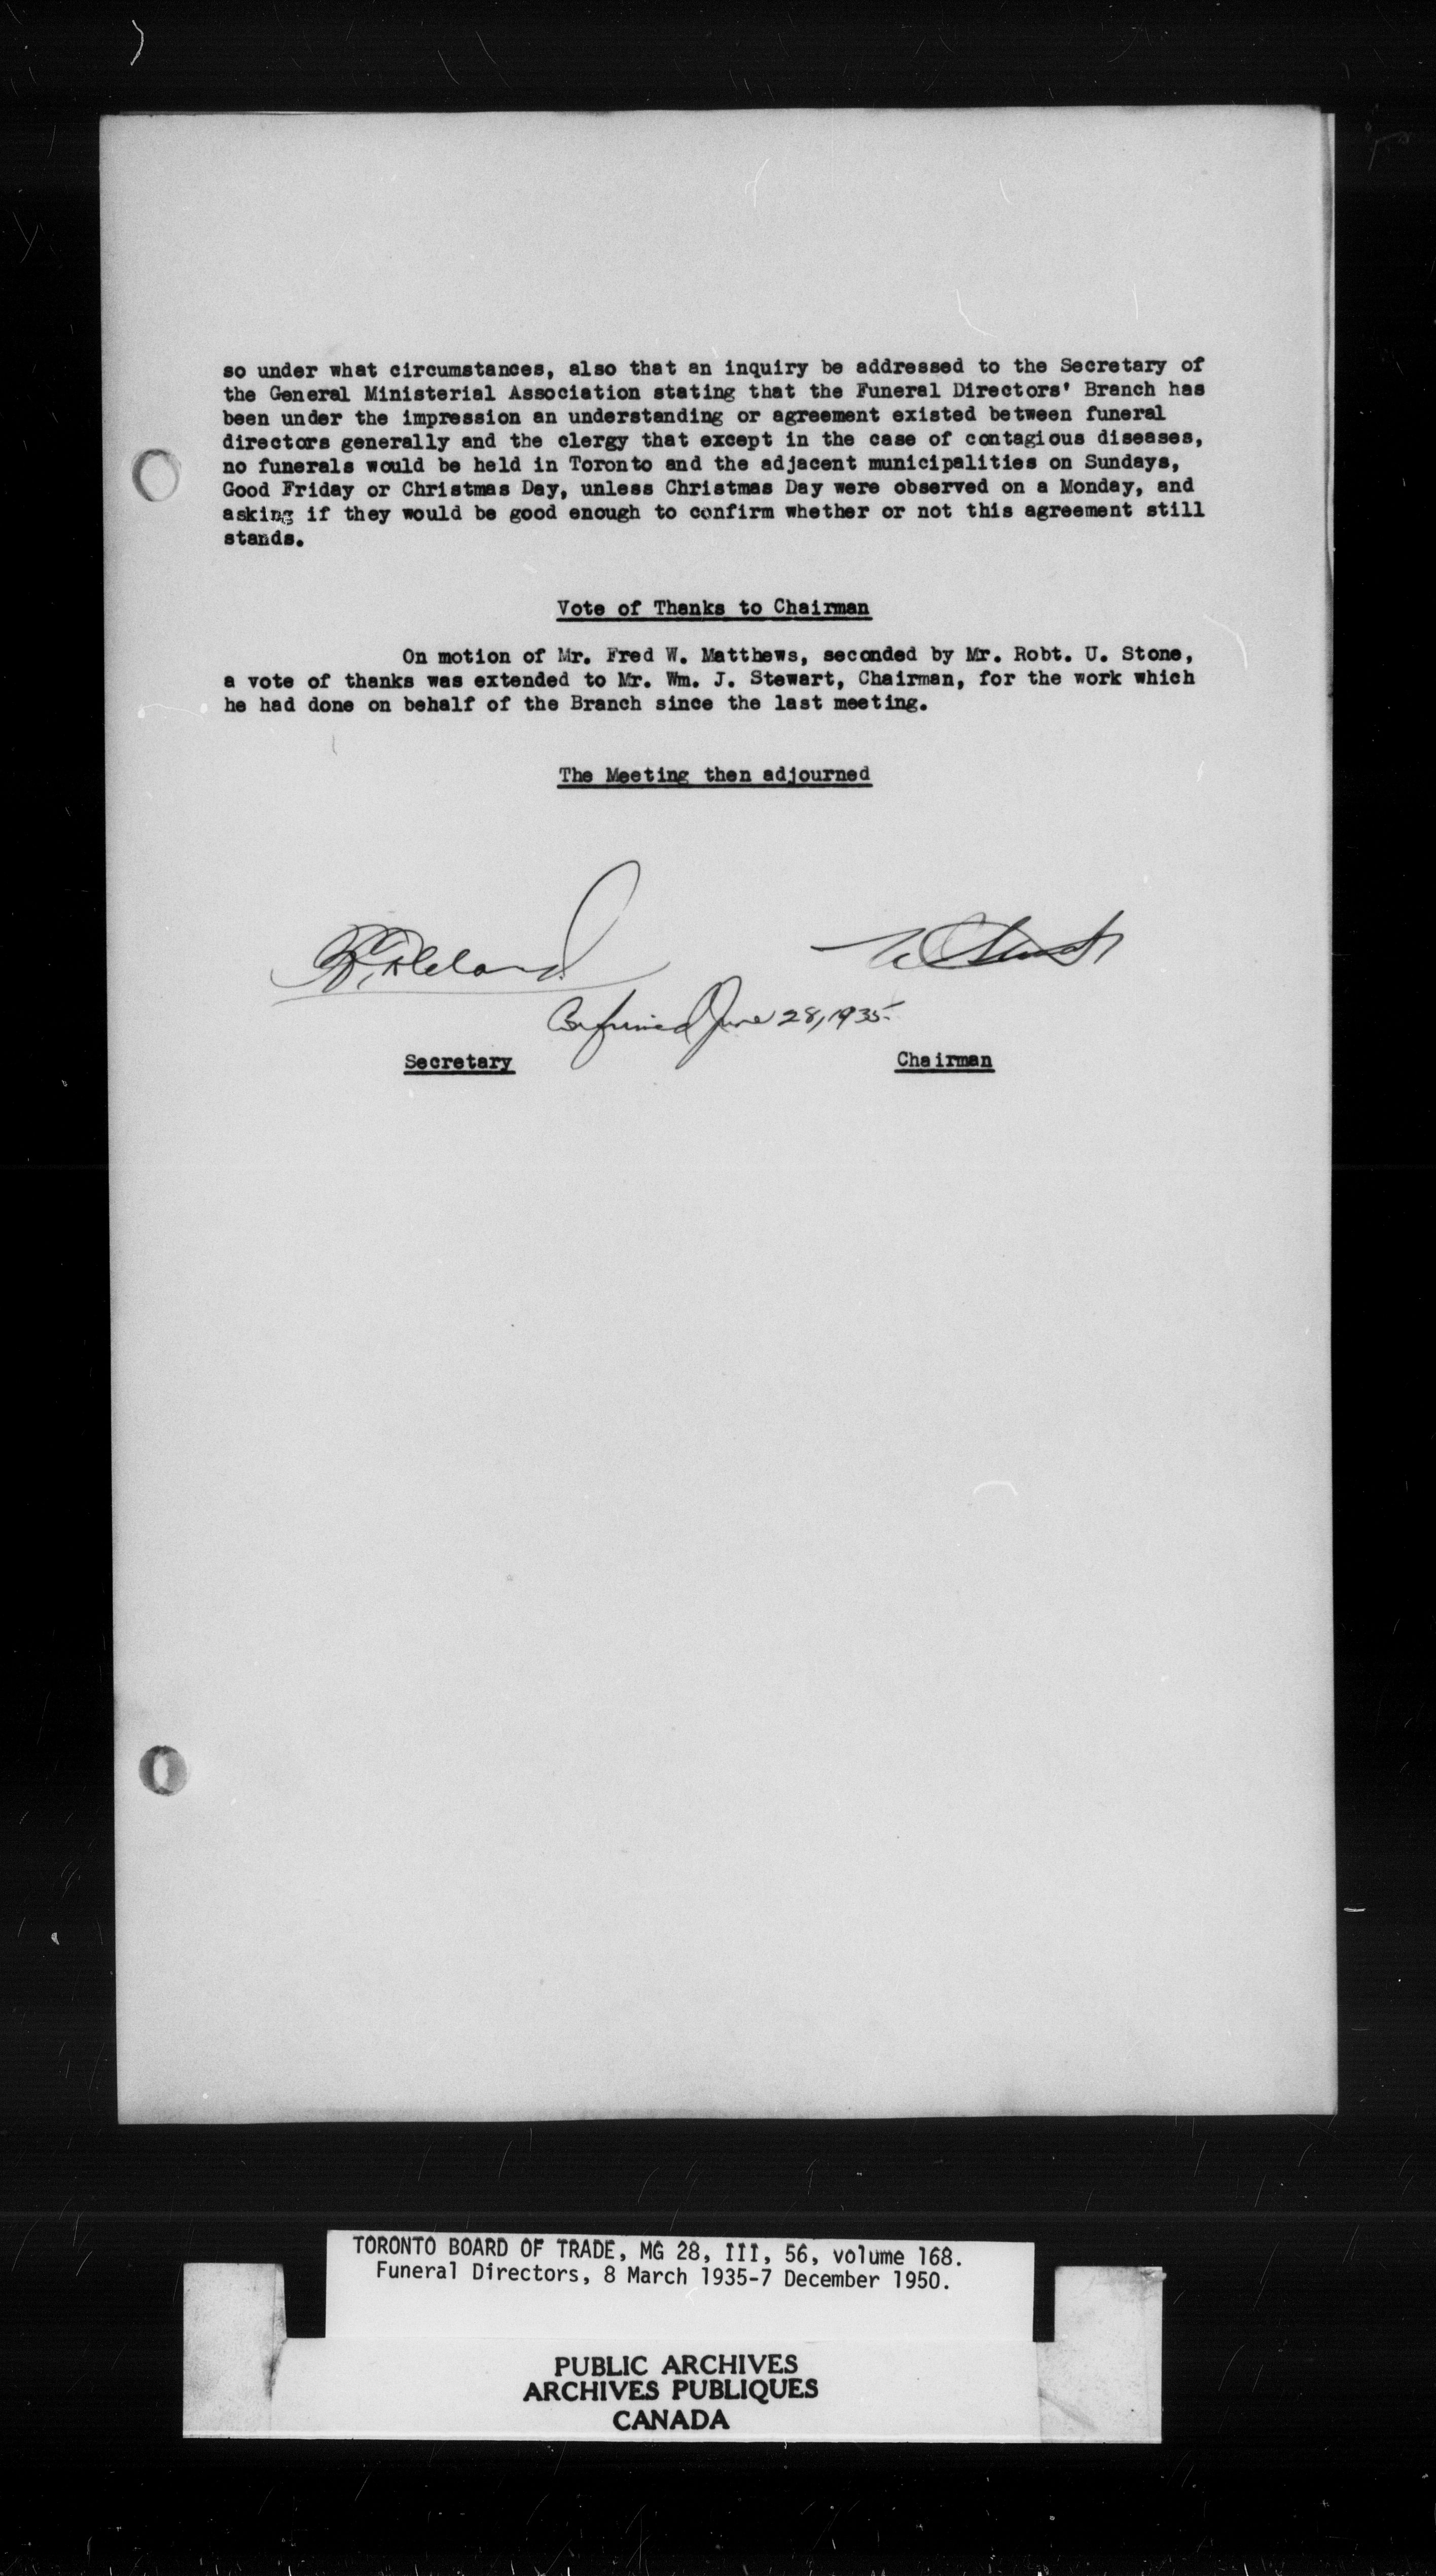 so under what circumstances, also that an inquiry be addressed to the Secretary of
the General Ministerial Association stating that the Funeral Directors' Branch has
been under the impression an understanding or agreement existed between funeral
directors generally and the clergy that except in the case of contagious diseases,
no funerals would be held in Toronto and the adjacent municipalities on Sundays,
Good Friday or Christmas Day, unless Christmas Day were observed on a Monday, and
asking if they would be good enough to confirm whether or not this agreement still
stands.
Vote of Thanks to Chairman
On motion of Mr. Fred W. Matthews, seconded by Mr. Robt. U. Stone,
a vote of thanks was extended to Mr. Wm. J. Stewart, Chairman, for the work which
he had done on behalf of the Branch since the last meeting.
The Meeting then adjourned
Confirmed June 28, 1935.
Secretary Chairman
TORONTO BOARD OF TRADE, MG 28, III, 56, volume 168.
Funeral Directors, 8 March 1935-7 December 1950.
PUBLIC ARCHIVES
ARCHIVES PUBLIQUES
CANADA